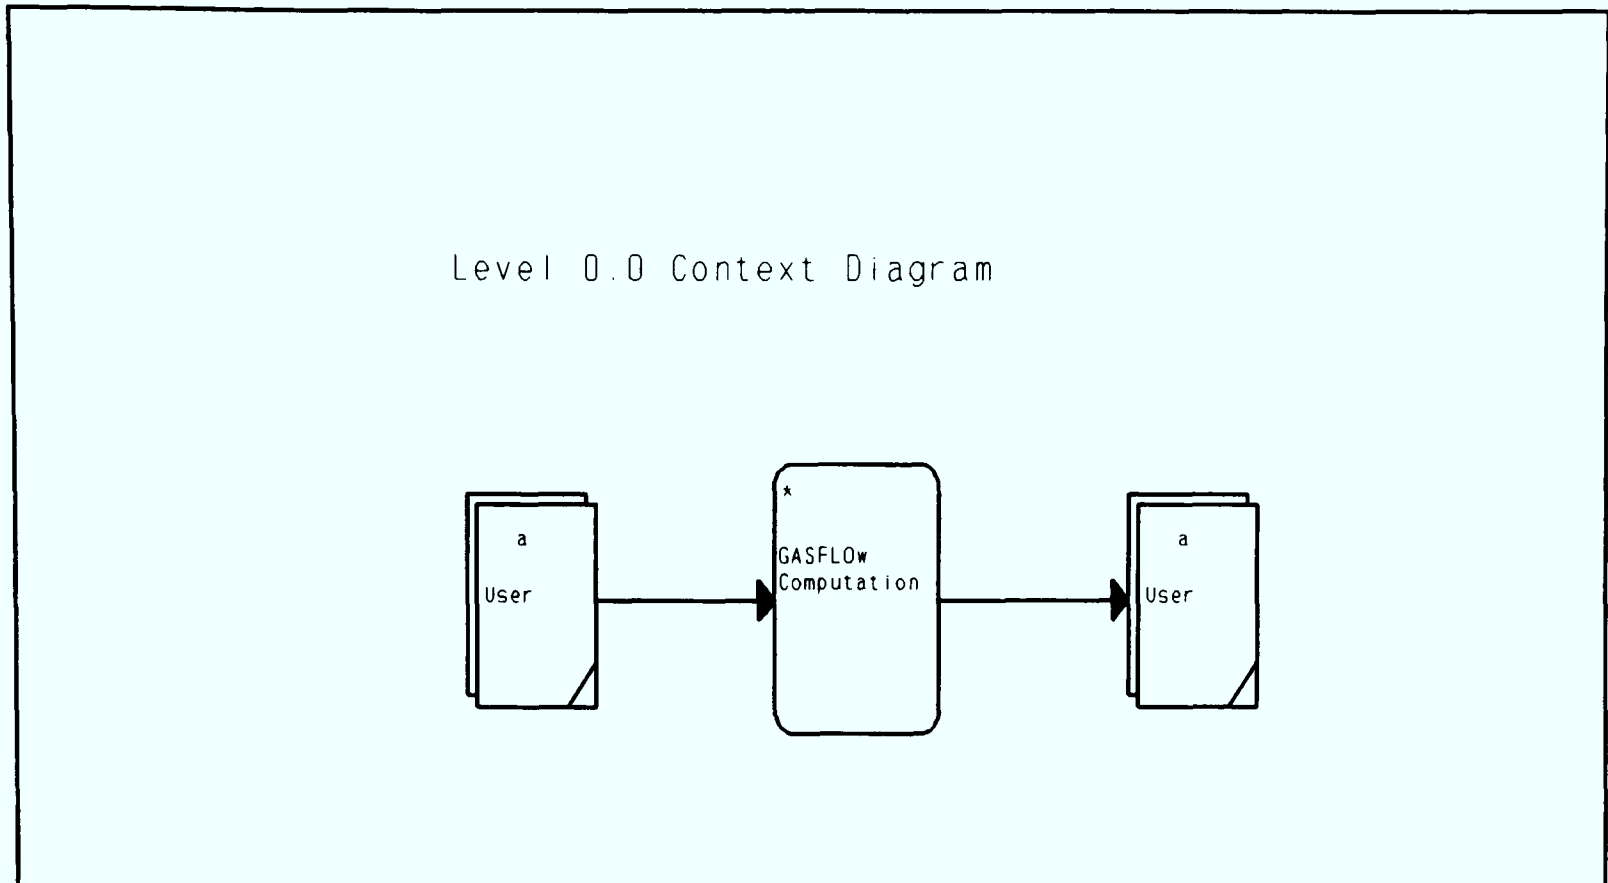 Level 0.0 Context Diagram
*
a
User
GASFLOw
Computation
a
User